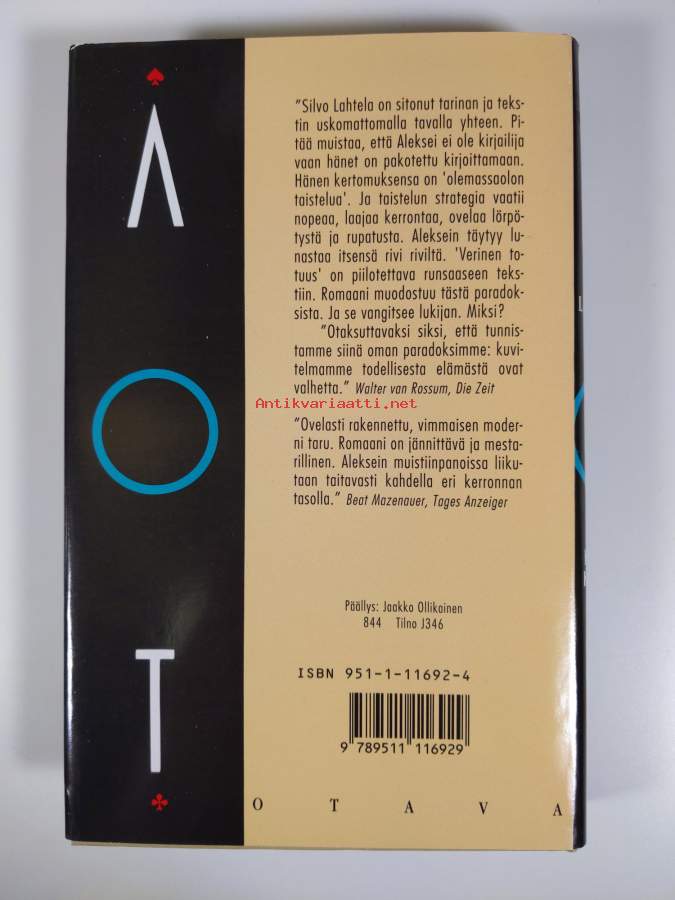 Λ
O
T
"Silvo Lahtela on sitonut tarinan ja teks-
tin uskomattomalla tavalla yhteen. Pi-
tää muistaa, että Aleksei ei ole kirjailija
vaan hänet on pakotettu kirjoittamaan.
Hänen kertomuksensa on 'olemassaolon
taistelua'. Ja taistelun strategia vaatii
nopeaa, laajaa kerrontaa, ovelaa lörpö-
tystä ja rupatusta. Aleksein täytyy lu-
nastaa itsensä rivi riviltä. 'Verinen to-
tuus' on piilotettava runsaaseen teks-
tiin. Romaani muodostuu tästä paradok-
sista. Ja se vangitsee lukijan. Miksi?
"Otaksuttavaksi siksi, että tunnis-
tamme siinä oman paradoksimme: kuvi-
telmamme todellisesta elämästä ovat
valhetta." Walter van Rossum, Die Zeit
Antikvariaatti.net
"Ovelasti rakennettu, vimmaisen moder-
ni taru. Romaani on jännittävä ja mesta-
rillinen. Aleksein muistiinpanoissa liiku-
taan taitavasti kahdella eri kerronnan
tasolla." Beat Mazenauer, Tages Anzeiger
Päällys: Jaakko Ollikainen
844 Tilno J346
ISBN 951-1-11692-4
9 789511 116929
OTAVA